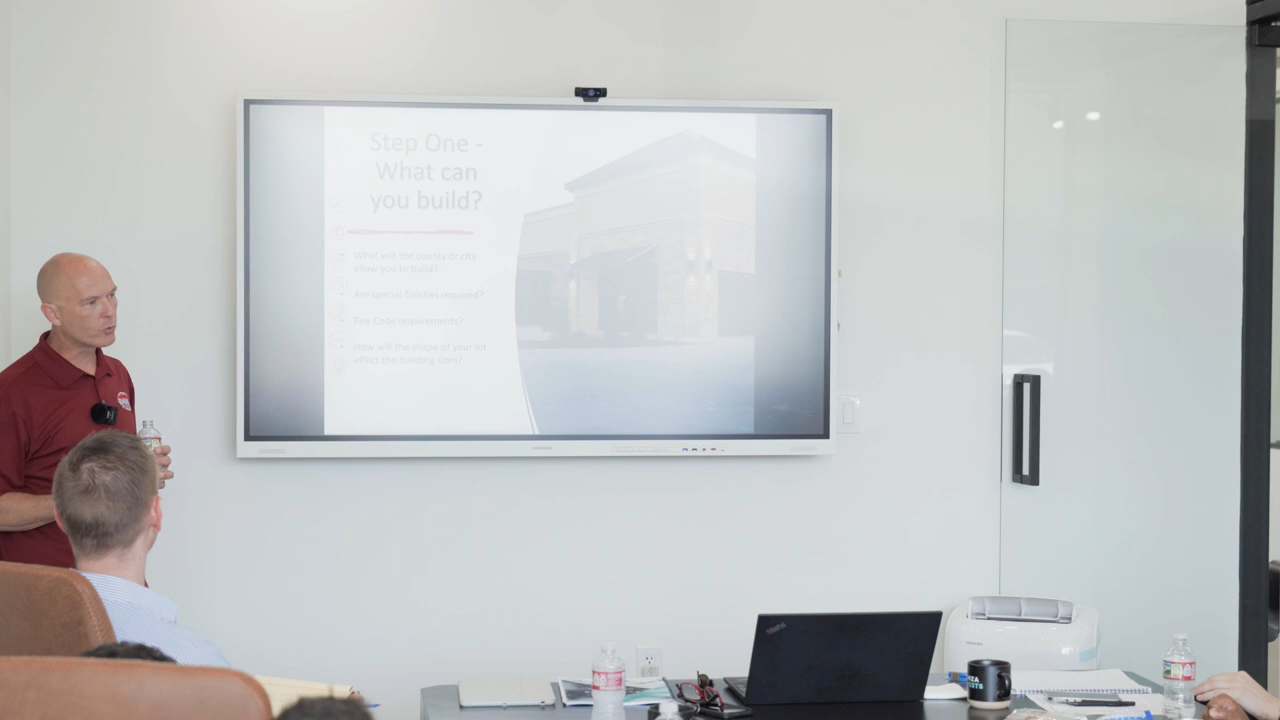 Step One -
What can
you build?
What will the county or city
allow you to build?
Are special finishes required?
Fire Code requirements?
How will the shape of your lot
affect the building sizes?
ThinkPad